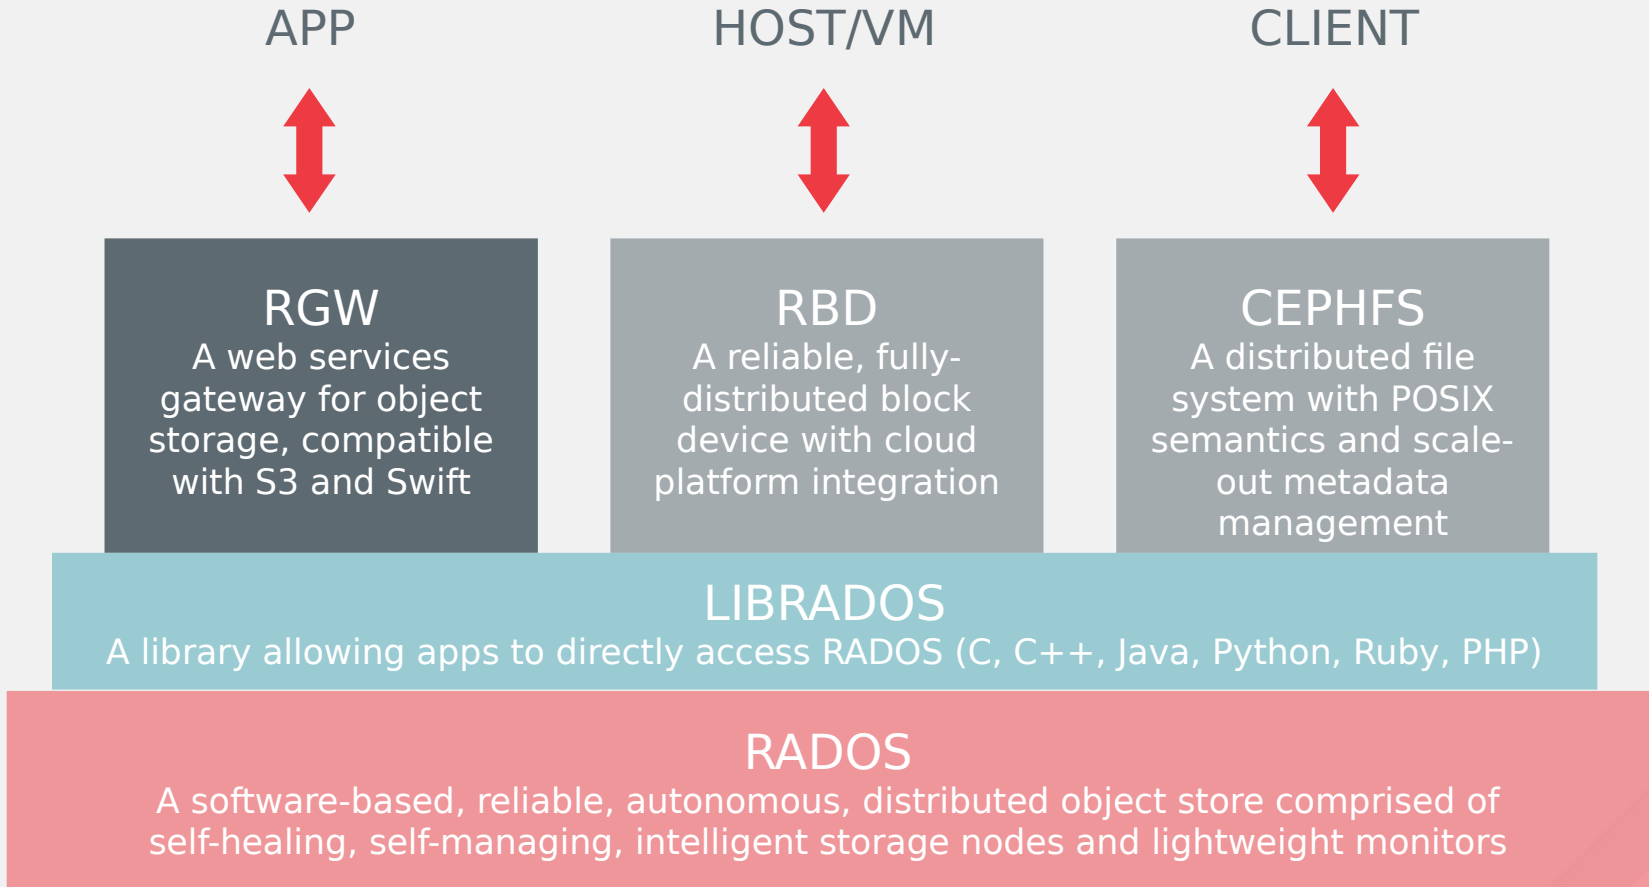 APP
HOST/VM
CLIENT
RGW
A web services
gateway for object
storage, compatible
with S3 and Swift
RBD
A reliable, fully-
distributed block
device with cloud
platform integration
CEPHFS
A distributed file
system with POSIX
semantics and scale-
out metadata
management
LIBRADOS
A library allowing apps to directly access RADOS (C, C++, Java, Python, Ruby, PHP)
RADOS
A software-based, reliable, autonomous, distributed object store comprised of
self-healing, self-managing, intelligent storage nodes and lightweight monitors